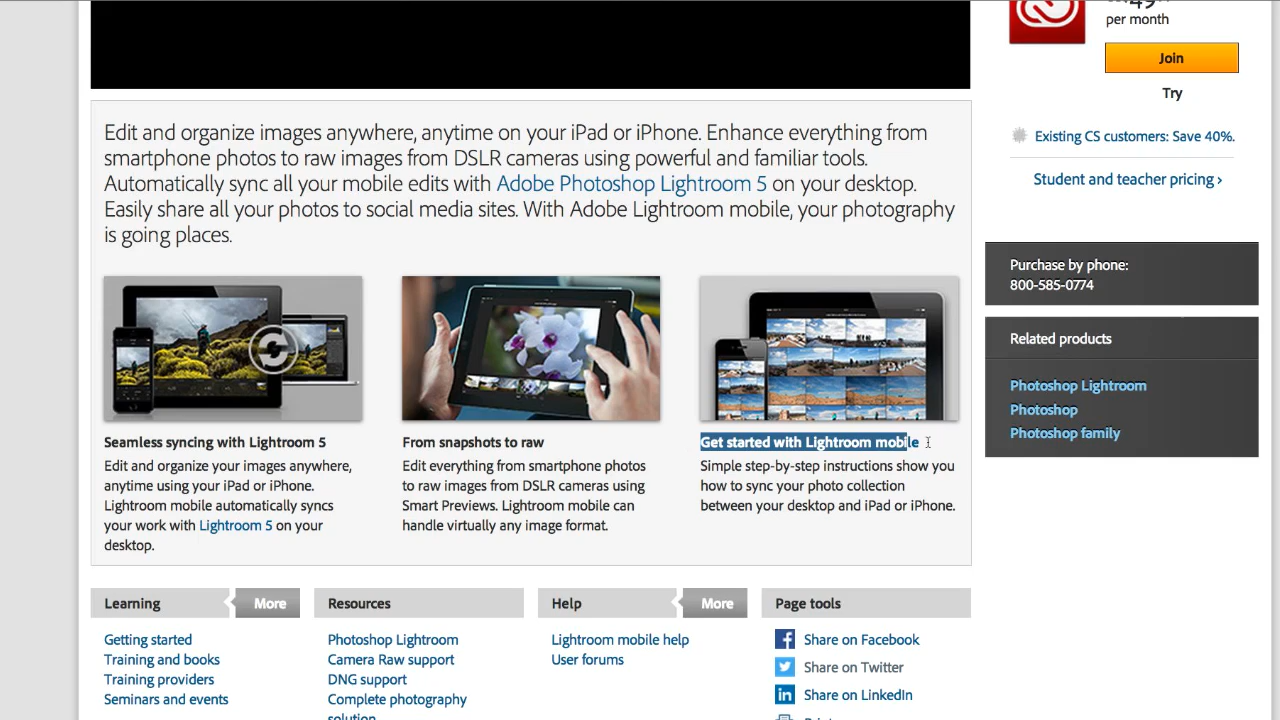 per month
Join
Try
Existing CS customers: Save 40%.
Student and teacher pricing ›
Edit and organize images anywhere, anytime on your iPad or iPhone. Enhance everything from
smartphone photos to raw images from DSLR cameras using powerful and familiar tools.
Automatically sync all your mobile edits with Adobe Photoshop Lightroom 5 on your desktop.
Easily share all your photos to social media sites. With Adobe Lightroom mobile, your photography
is going places.
Purchase by phone:
800-585-0774
Related products
Photoshop Lightroom
Photoshop
Photoshop family
Seamless syncing with Lightroom 5
Edit and organize your images anywhere,
anytime using your iPad or iPhone.
Lightroom mobile automatically syncs
your work with Lightroom 5 on your
desktop.
From snapshots to raw
Edit everything from smartphone photos
to raw images from DSLR cameras using
Smart Previews. Lightroom mobile can
handle virtually any image format.
Get started with Lightroom mobile
Simple step-by-step instructions show you
how to sync your photo collection
between your desktop and iPad or iPhone.
Learning
More
Getting started
Training and books
Training providers
Seminars and events
Resources
Photoshop Lightroom
Camera Raw support
DNG support
Complete photography
solution
Help
More
Lightroom mobile help
User forums
Page tools
Share on Facebook
Share on Twitter
Share on LinkedIn